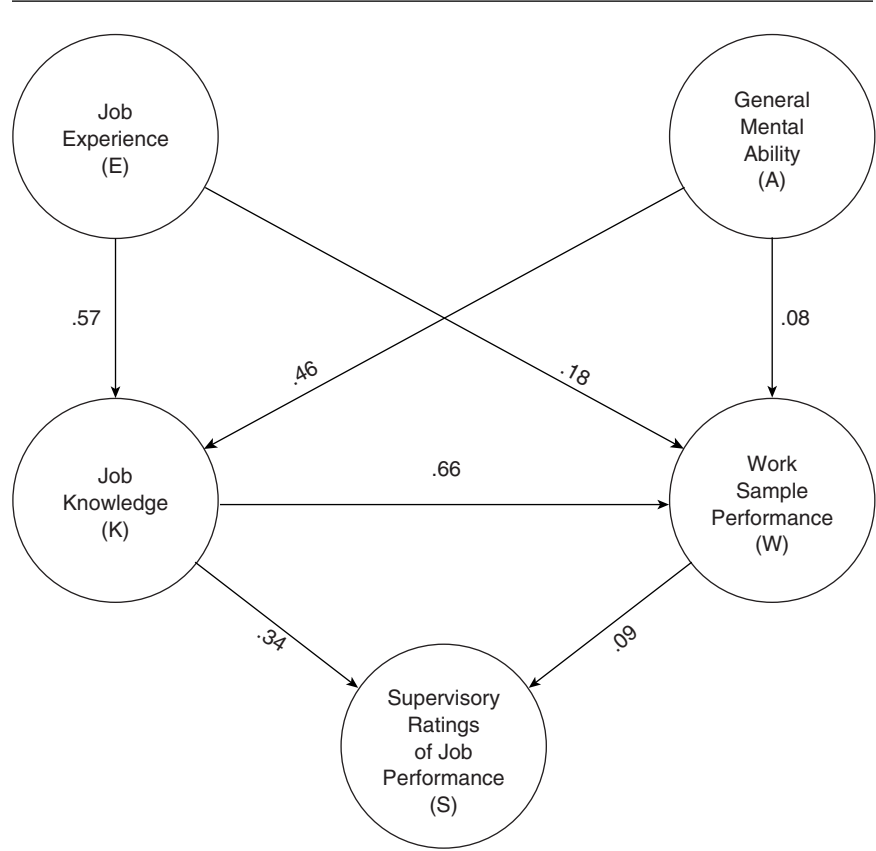 Job
Experience
(E)
General
Mental
Ability
(A)
.57
.08
.46
.18
Job
Knowledge
(K)
.66
Work
Sample
Performance
(W)
.34
.09
Supervisory
Ratings
of Job
Performance
(S)